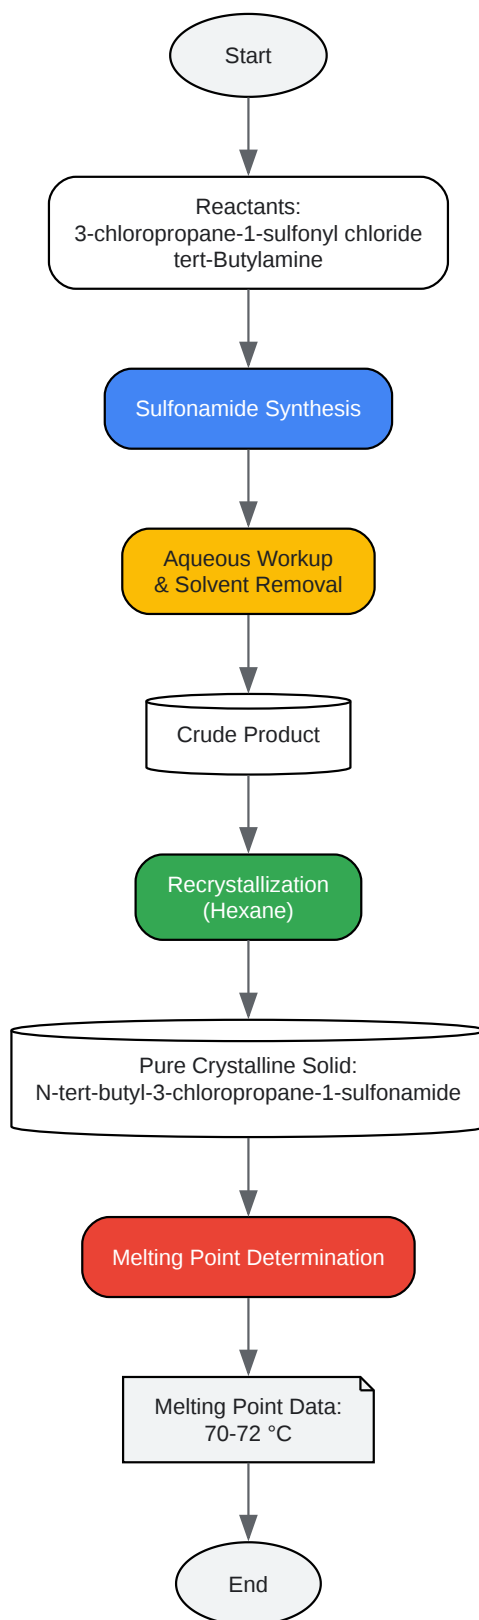 Start
Reactants:
3-chloropropane-1-sulfonyl chloride
tert-Butylamine
Sulfonamide Synthesis
Aqueous Workup
& Solvent Removal
Crude Product
Recrystallization
(Hexane)
Pure Crystalline Solid:
N-tert-butyl-3-chloropropane-1-sulfonamide
Melting Point Determination
Melting Point Data:
70-72 °C
End